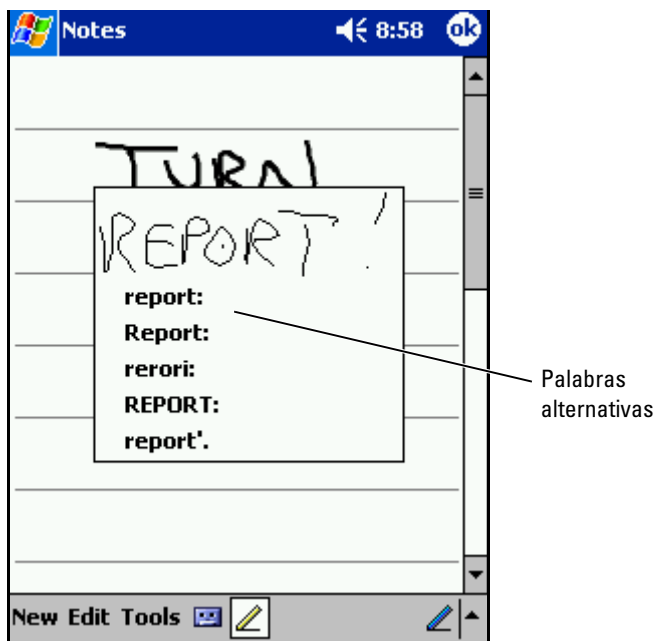 Notes 8:58 ok
TURN
REPORT!
report:
Report:
rerori:
REPORT:
report'.
Palabras
alternativas
New Edit Tools